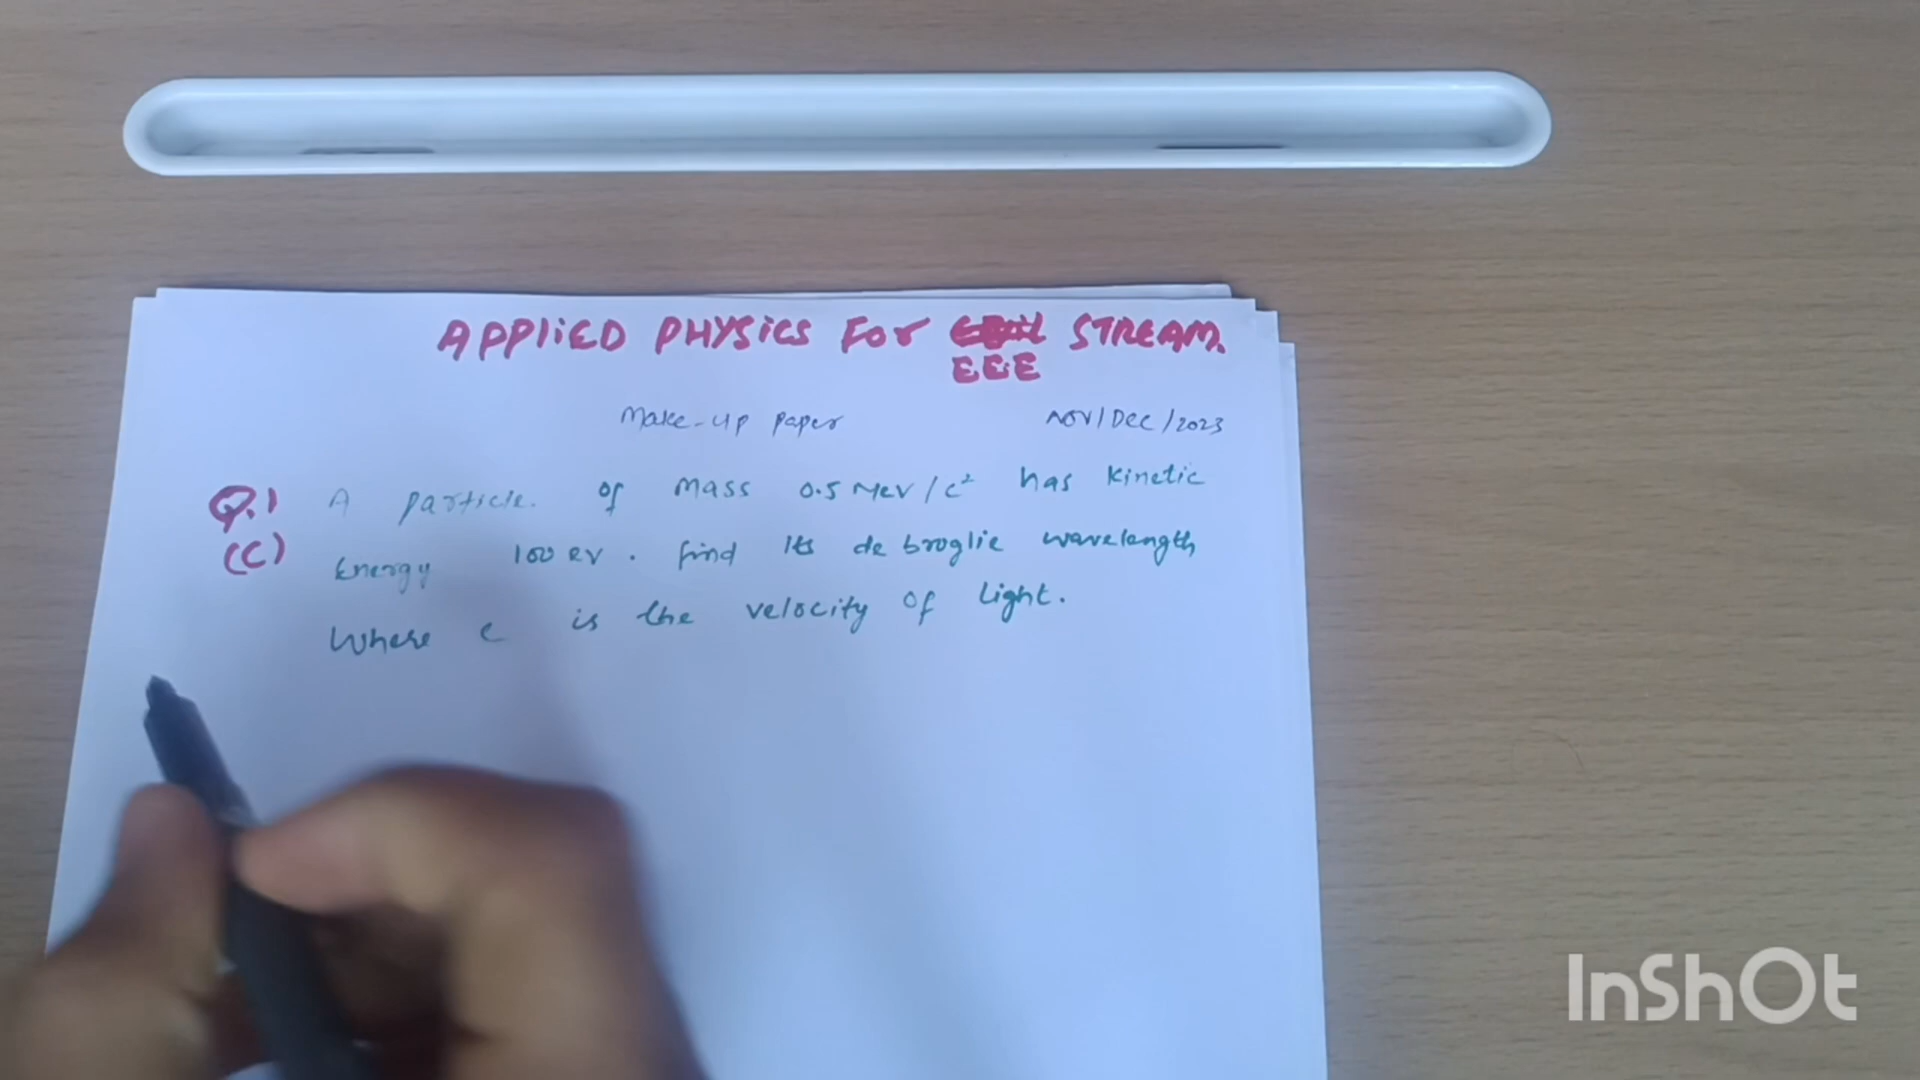 APPLIED PHYSICS FOR STREAM.
EEE
Make-up paper Nov/Dec/2023
Q.1 A particle. of mass 0.5 MeV/c² has kinetic
(C) Energy 100 eV. find its de broglie wavelength
Where c is the velocity of light.
InShOt